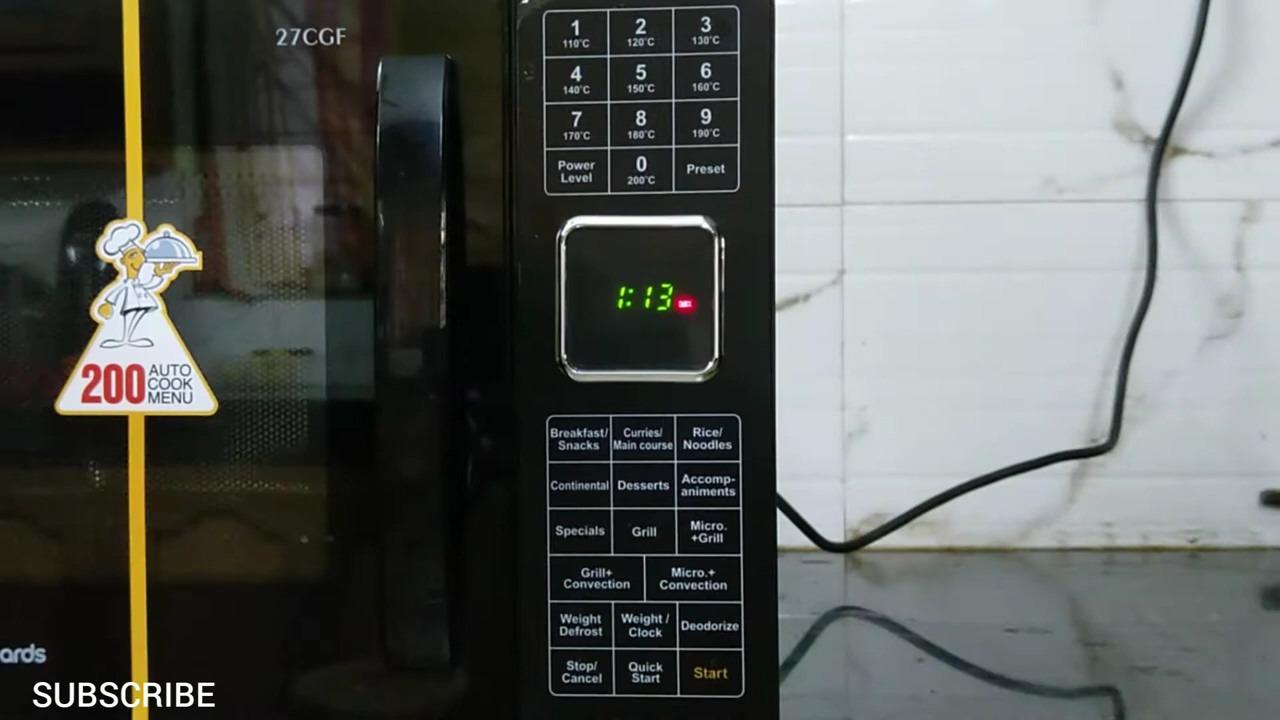 27CGF
1 2 3
110°C 120°C 130°C
4 5 6
140°C 150°C 160°C
7 8 9
170°C 180°C 190°C
Power
Level
0
200°C
Preset
1:13
200 AUTO
COOK
MENU
Breakfast/
Snacks
Curries/
Main course
Rice/
Noodles
Continental
Desserts
Accomp-
animents
Specials
Grill
Micro.
+Grill
Grill+
Convection
Micro.+
Convection
Weight
Defrost
Weight /
Clock
Deodorize
Stop/
Cancel
Quick
Start
Start
ards
SUBSCRIBE